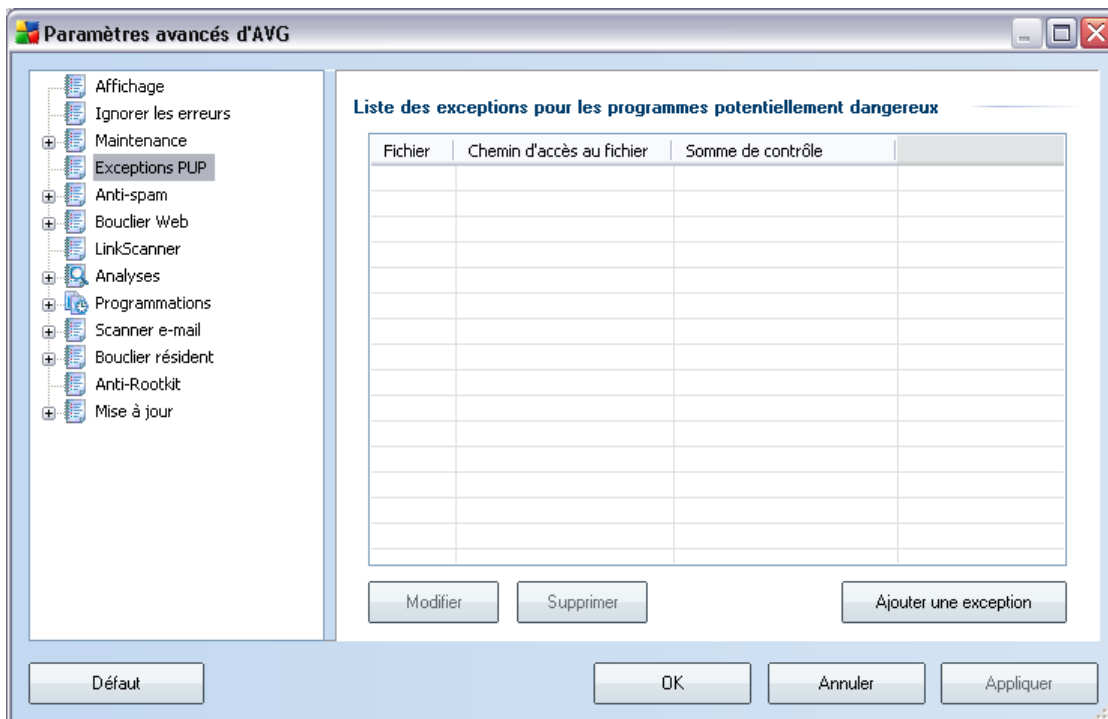 Paramètres avancés d'AVG
Affichage
Ignorer les erreurs
Maintenance
Exceptions PUP
Anti-spam
Bouclier Web
LinkScanner
Analyses
Programmations
Scanner e-mail
Bouclier résident
Anti-Rootkit
Mise à jour
Liste des exceptions pour les programmes potentiellement dangereux
Fichier Chemin d'accès au fichier Somme de contrôle
Modifier Supprimer Ajouter une exception
Défaut OK Annuler Appliquer